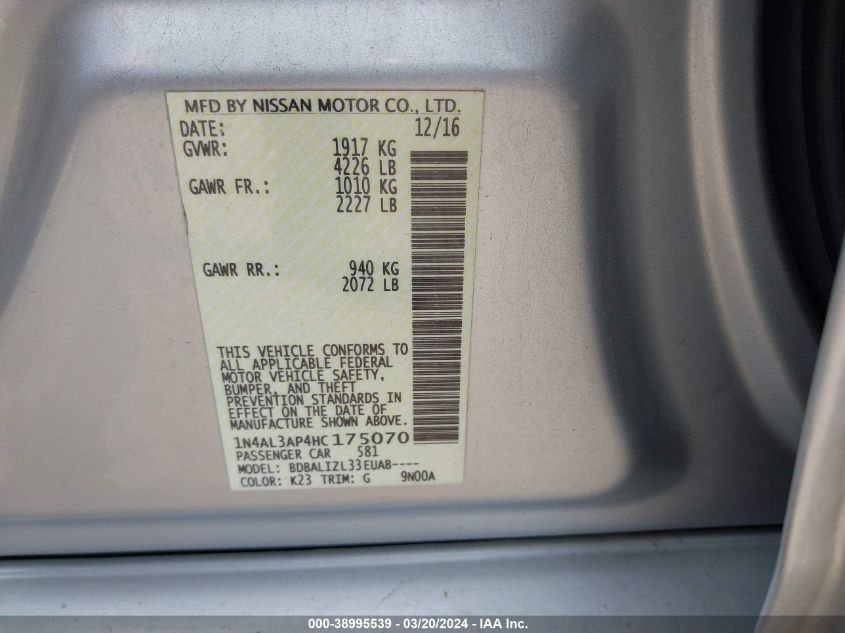 MFD BY NISSAN MOTOR CO., LTD.
DATE: 12/16
GVWR: 1917 KG
4226 LB
GAWR FR.: 1010 KG
2227 LB
GAWR RR.: 940 KG
2072 LB
THIS VEHICLE CONFORMS TO
ALL APPLICABLE FEDERAL
MOTOR VEHICLE SAFETY,
BUMPER, AND THEFT
PREVENTION STANDARDS IN
EFFECT ON THE DATE OF
MANUFACTURE SHOWN ABOVE.
1N4AL3AP4HC175070
PASSENGER CAR 581
MODEL: BDBALIZL33EUAB----
COLOR: K23 TRIM: G 9N00A
000-38995539 - 03/20/2024 - IAA Inc.